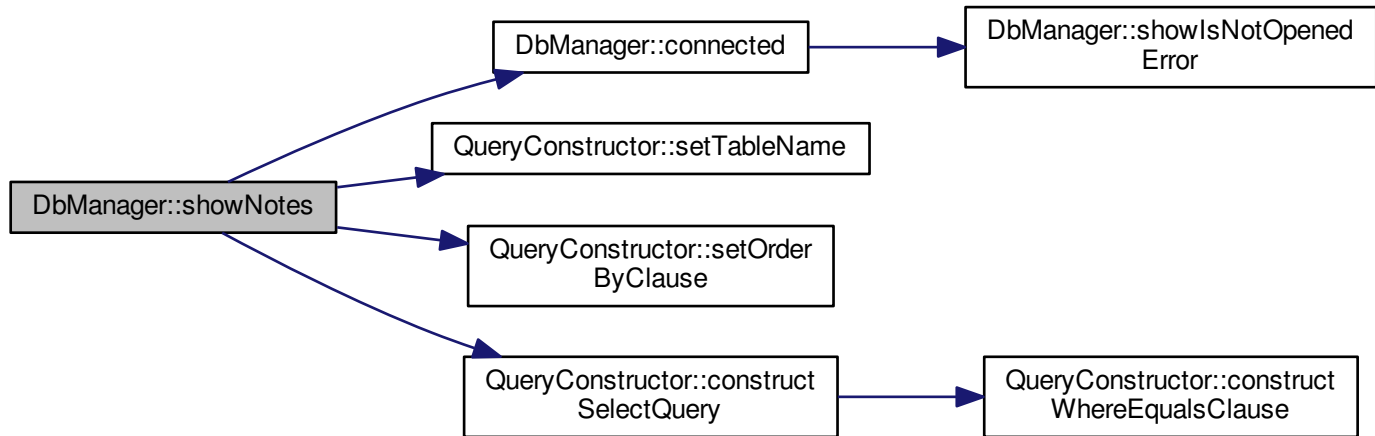 DbManager::showNotes
DbManager::connected
DbManager::showIsNotOpened
Error
QueryConstructor::setTableName
QueryConstructor::setOrder
ByClause
QueryConstructor::construct
SelectQuery
QueryConstructor::construct
WhereEqualsClause